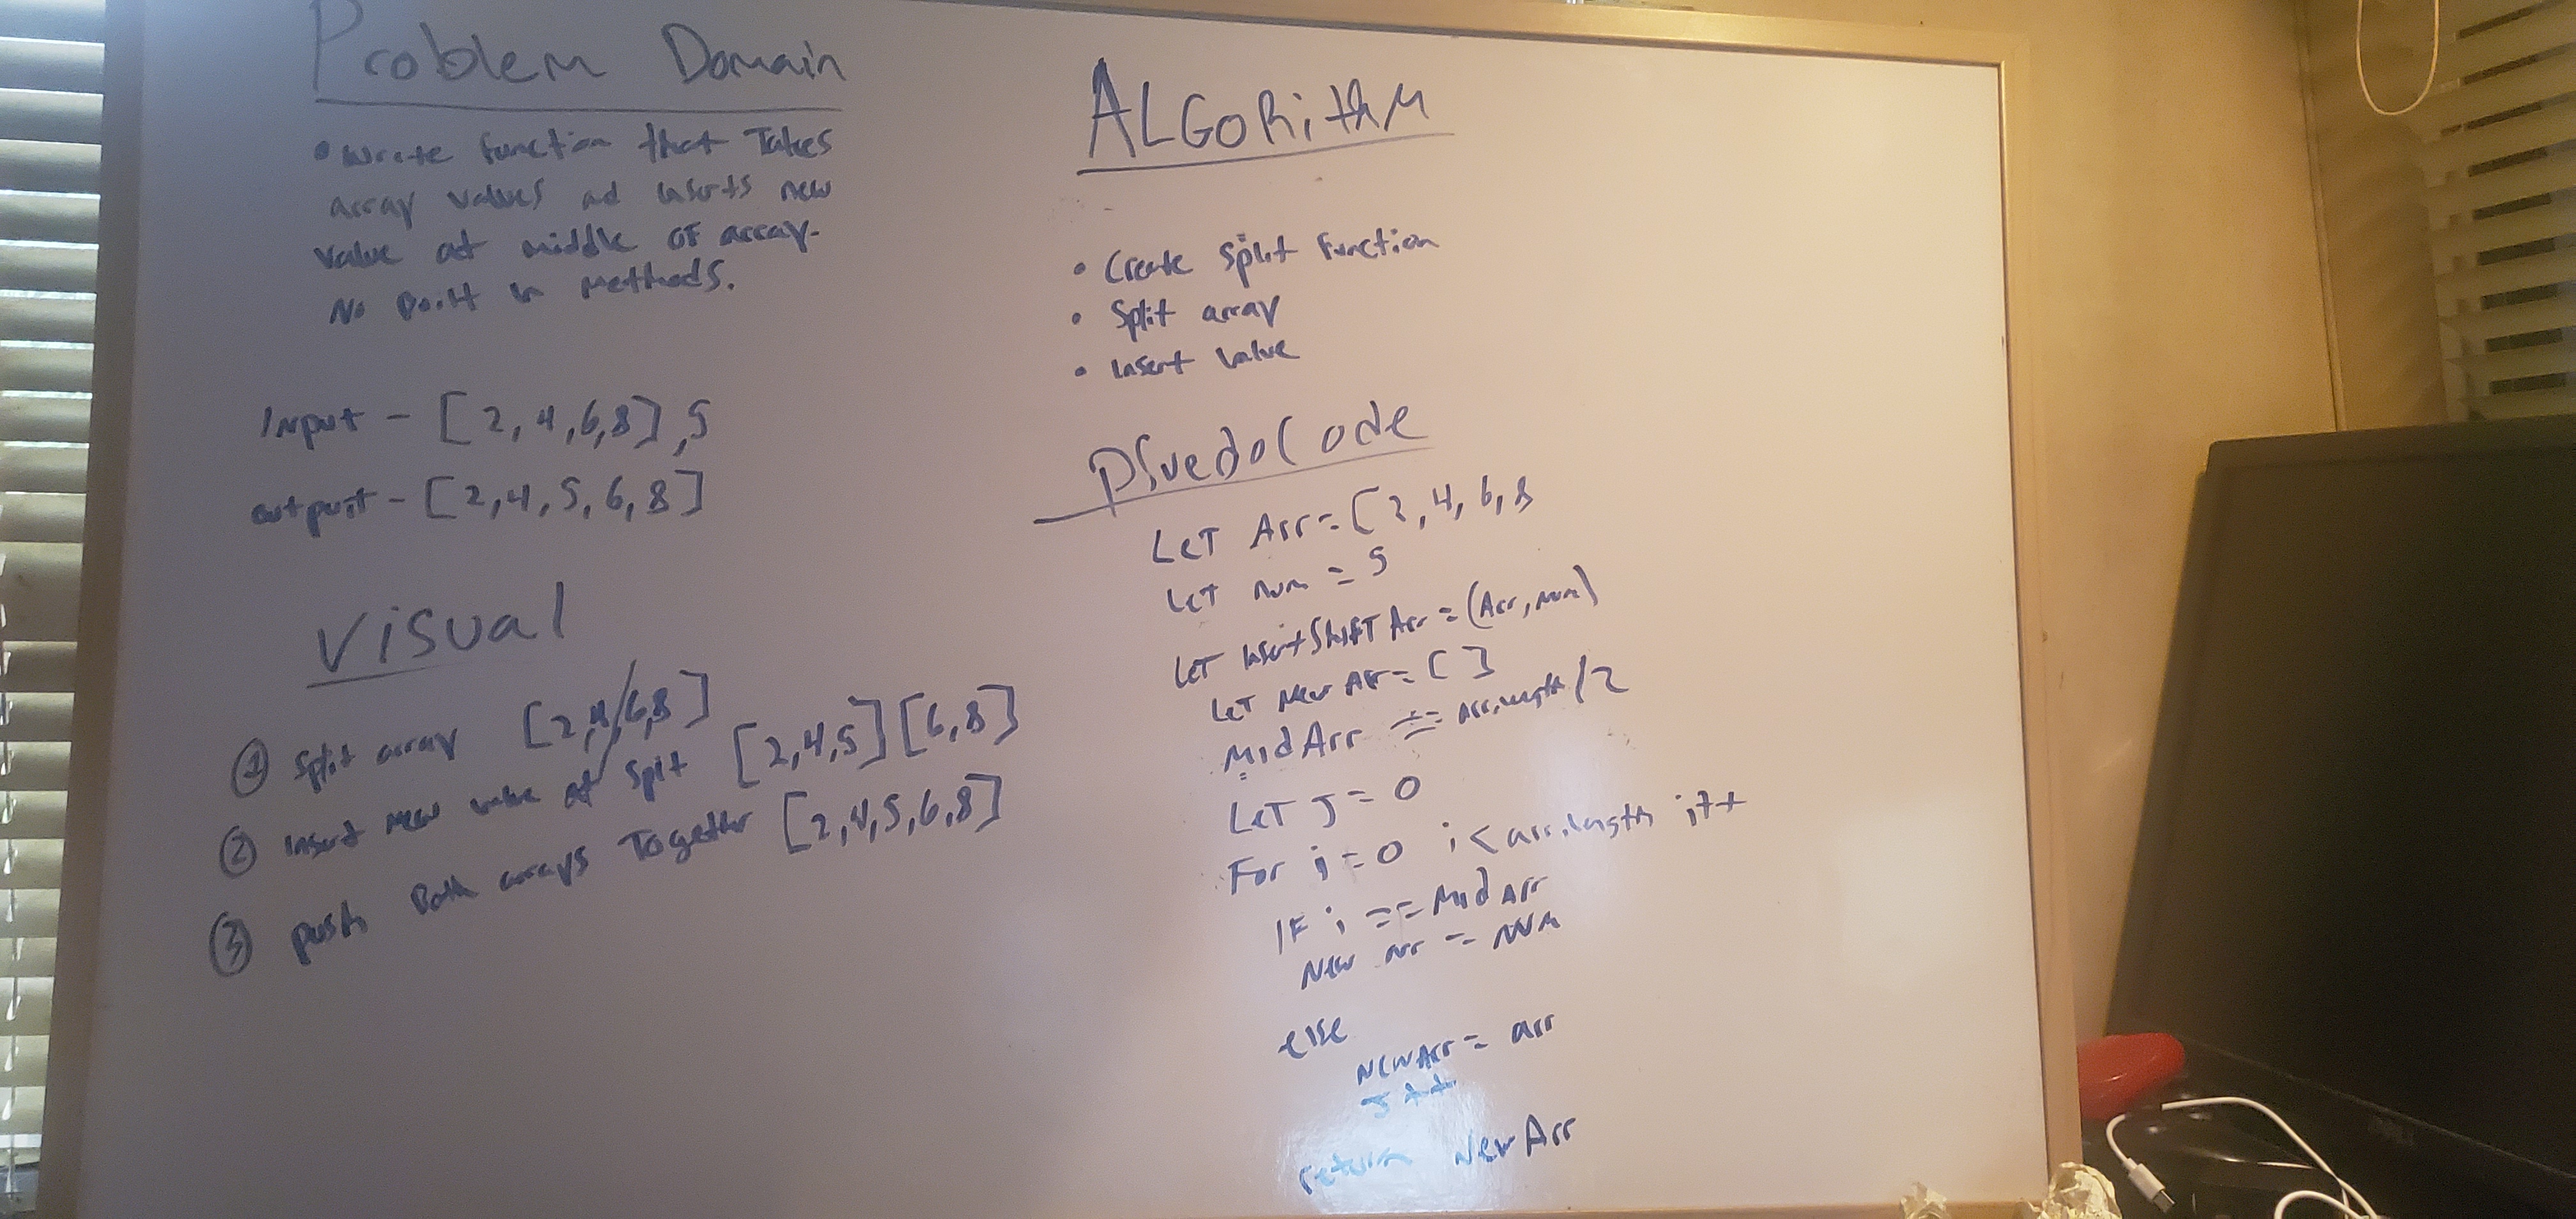 Problem Domain
• Write function that Takes
array values ad inserts new
value at middle of array.
No built in methods.
Input - [2,4,6,8],5
output - [2,4,5,6,8]
Visual
① Split array [2,4/6,8]
② insert new value at split [2,4,5][6,8]
③ push Both arrays Together [2,4,5,6,8]
ALGORithM
• Create split function
• Split array
• insert value
PsuedoCode
LeT Arr = [2,4,6,8
LeT num = 5
LeT insertShifT Arr = (Arr, num)
LeT New Arr = []
MidArr = arr.length/2
LeT J = 0
For i = 0 i < arr.length i++
IF i == Mid Arr
New arr = num
else
NewArr = arr
J++
return NewArr